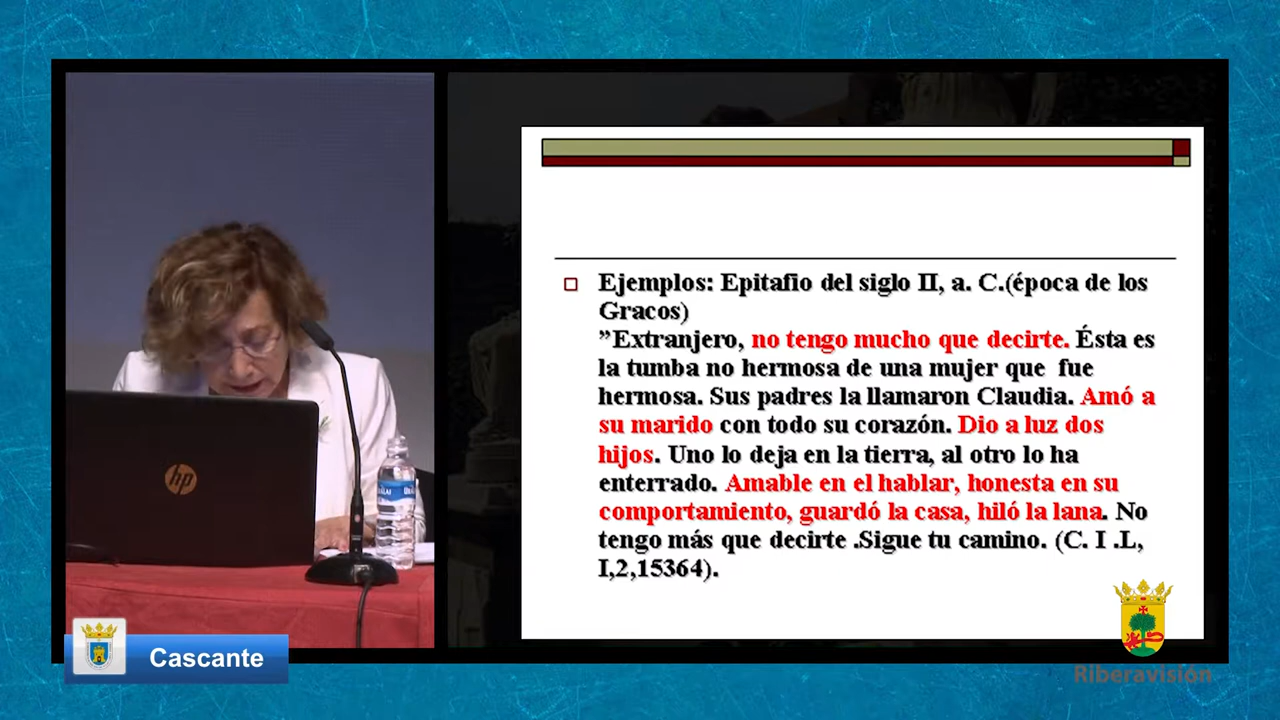 Ejemplos: Epitafio del siglo II, a. C.(época de los
Gracos)
”Extranjero, no tengo mucho que decirte. Ésta es
la tumba no hermosa de una mujer que fue
hermosa. Sus padres la llamaron Claudia. Amó a
su marido con todo su corazón. Dio a luz dos
hijos. Uno lo deja en la tierra, al otro lo ha
enterrado. Amable en el hablar, honesta en su
comportamiento, guardó la casa, hiló la lana. No
tengo más que decirte .Sigue tu camino. (C. I .L,
I,2,15364).
hp
Cascante
Riberavisión